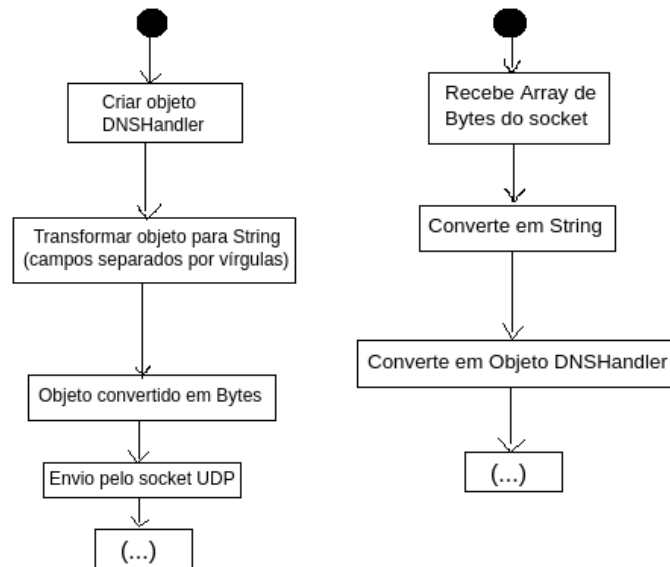 Criar objeto
DNSHandler
Transformar objeto para String
(campos separados por vírgulas)
Objeto convertido em Bytes
Envio pelo socket UDP
(...)
Recebe Array de
Bytes do socket
Converte em String
Converte em Objeto DNSHandler
(...)